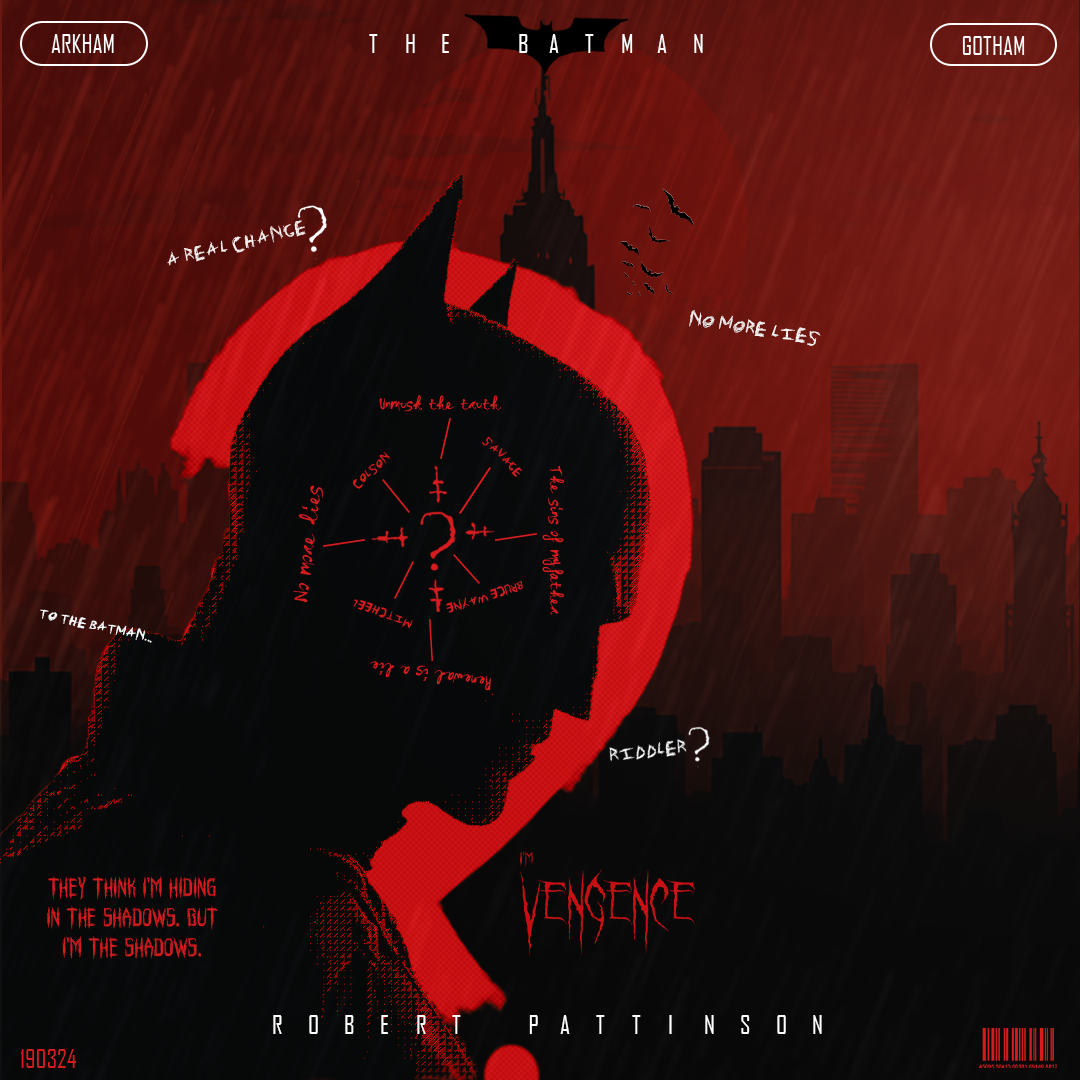 ARKHAM
THE BATMAN
GOTHAM
A REAL CHANGE?
NO MORE LIES
Unmask the truth
COLSON
SAVAGE
No more lies
The sins of my father
?
MITCHEEL
BRUCE WAYNE
Renewal is a lie
TO THE BATMAN...
RIDDLER?
I'M
VENGENCE
THEY THINK I'M HIDING
IN THE SHADOWS. BUT
I'M THE SHADOWS.
ROBERT PATTINSON
190324